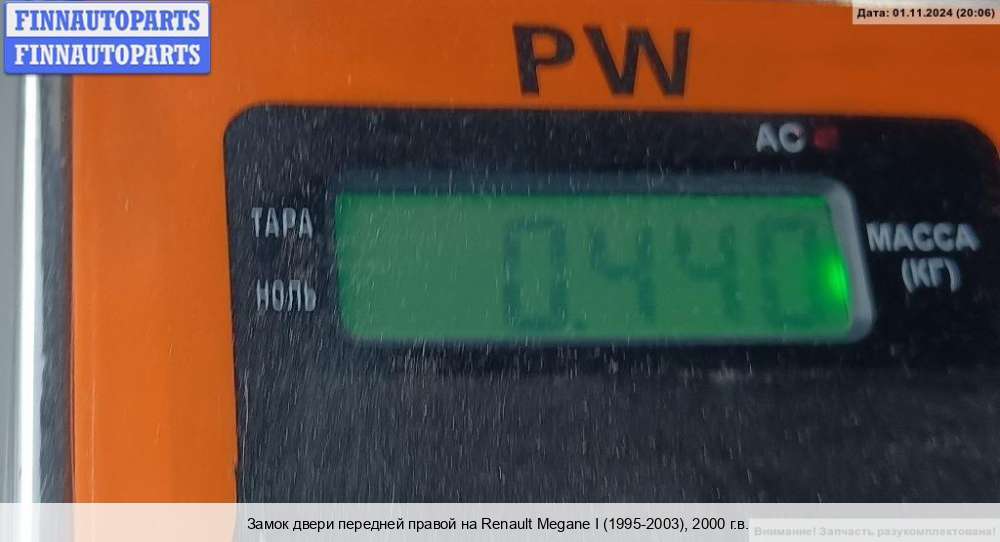 FINNAUTOPARTS
FINNAUTOPARTS
Дата: 01.11.2024 (20:06)
PW
AC
ТАРА
НОЛЬ
0.440
МАССА
(КГ)
Замок двери передней правой на Renault Megane I (1995-2003), 2000 г.в.
Внимание! Запчасть разукомплектована!